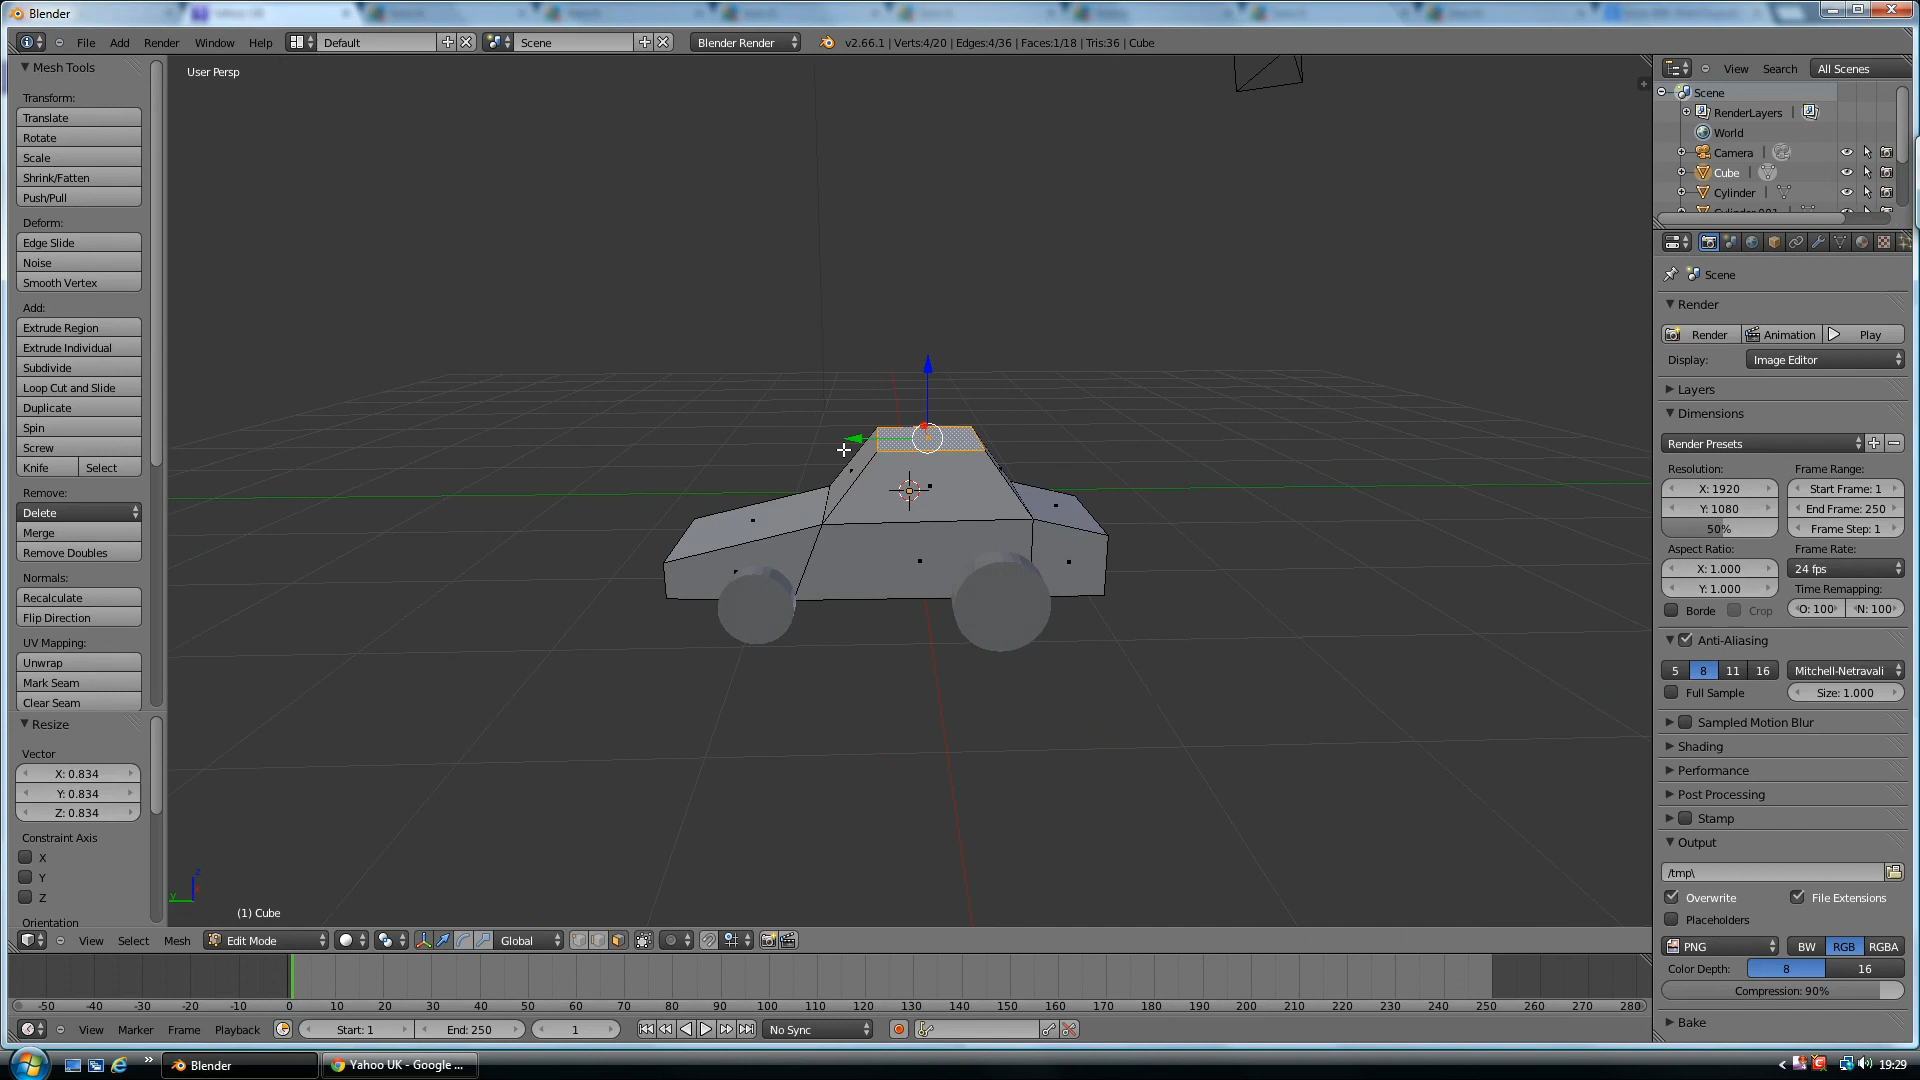 Blender
File Add Render Window Help
Default
Scene
Blender Render
v2.66.1 | Verts:4/20 | Edges:4/36 | Faces:1/18 | Tris:36 | Cube
Mesh Tools
Transform:
Translate
Rotate
Scale
Shrink/Fatten
Push/Pull
Deform:
Edge Slide
Noise
Smooth Vertex
Add:
Extrude Region
Extrude Individual
Subdivide
Loop Cut and Slide
Duplicate
Spin
Screw
Knife Select
Remove:
Delete
Merge
Remove Doubles
Normals:
Recalculate
Flip Direction
UV Mapping:
Unwrap
Mark Seam
Clear Seam
Resize
Vector
X: 0.834
Y: 0.834
Z: 0.834
Constraint Axis
X
Y
Z
Orientation
User Persp
z
x
y
(1) Cube
View Search All Scenes
Scene
RenderLayers |
World
Camera |
Cube |
Cylinder |
Scene
Render
Render Animation Play
Display: Image Editor
Layers
Dimensions
Render Presets
Resolution: Frame Range:
X: 1920 Start Frame: 1
Y: 1080 End Frame: 250
50% Frame Step: 1
Aspect Ratio: Frame Rate:
X: 1.000 24 fps
Y: 1.000 Time Remapping:
Borde Crop O: 100 N: 100
Anti-Aliasing
5 8 11 16 Mitchell-Netravali
Full Sample Size: 1.000
Sampled Motion Blur
Shading
Performance
Post Processing
Stamp
Output
/tmp\
Overwrite File Extensions
Placeholders
PNG BW RGB RGBA
Color Depth: 8 16
Compression: 90%
Bake
View Select Mesh Edit Mode Global
-50 -40 -30 -20 -10 0 10 20 30 40 50 60 70 80 90 100 110 120 130 140 150 160 170 180 190 200 210 220 230 240 250 260 270 280
View Marker Frame Playback Start: 1 End: 250 1 No Sync
Blender Yahoo UK - Google ... 19:29